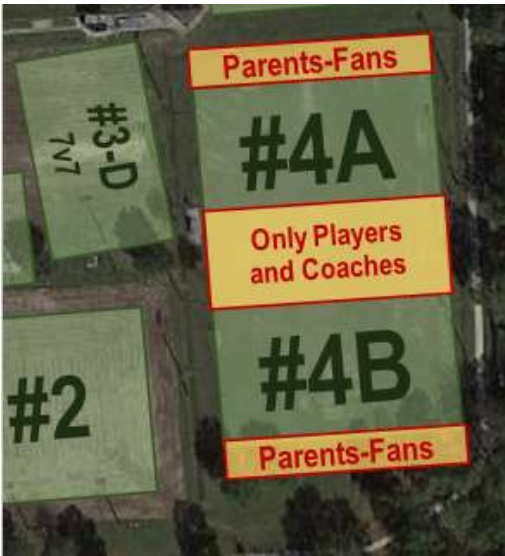 Parents-Fans
#3-D
7v7
#4A
Only Players
and Coaches
#2
#4B
Parents-Fans